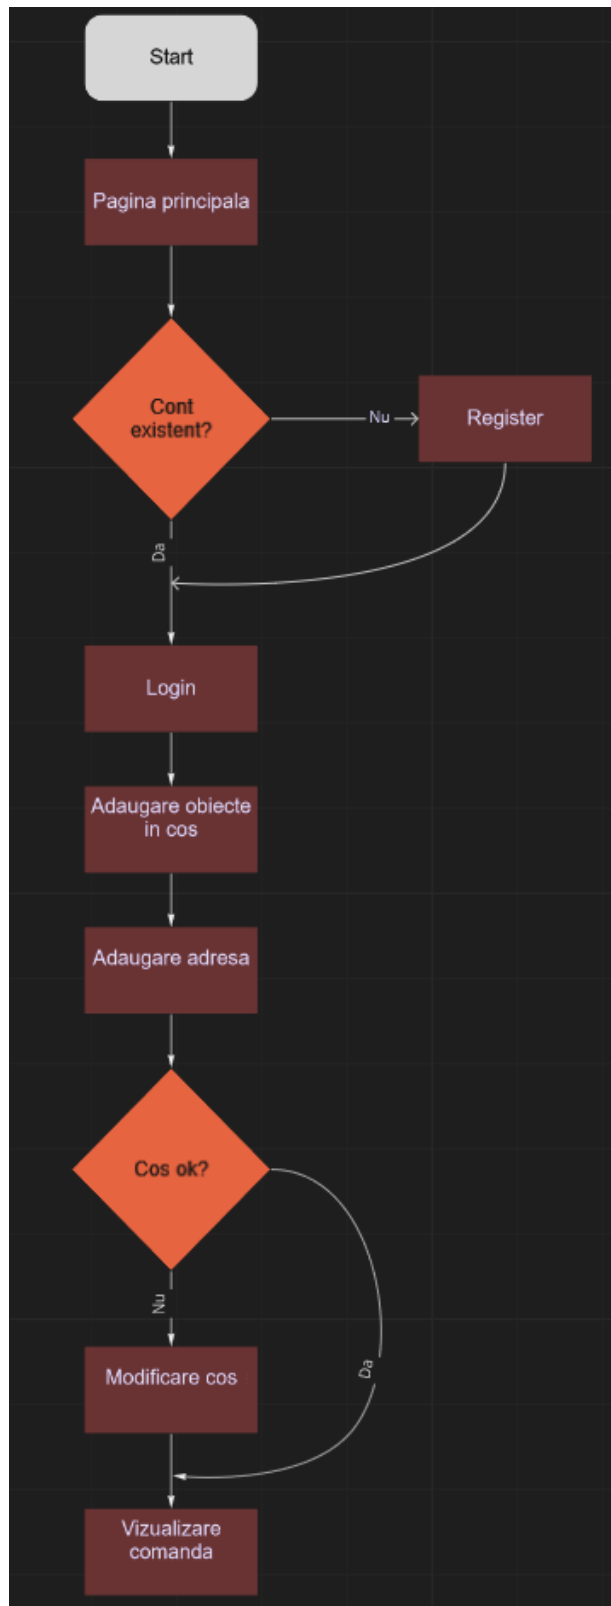 Start
Pagina principala
Cont
existent?
Nu
Register
Da
Login
Adaugare obiecte
in cos
Adaugare adresa
Cos ok?
Nu
Modificare cos
Da
Vizualizare
comanda